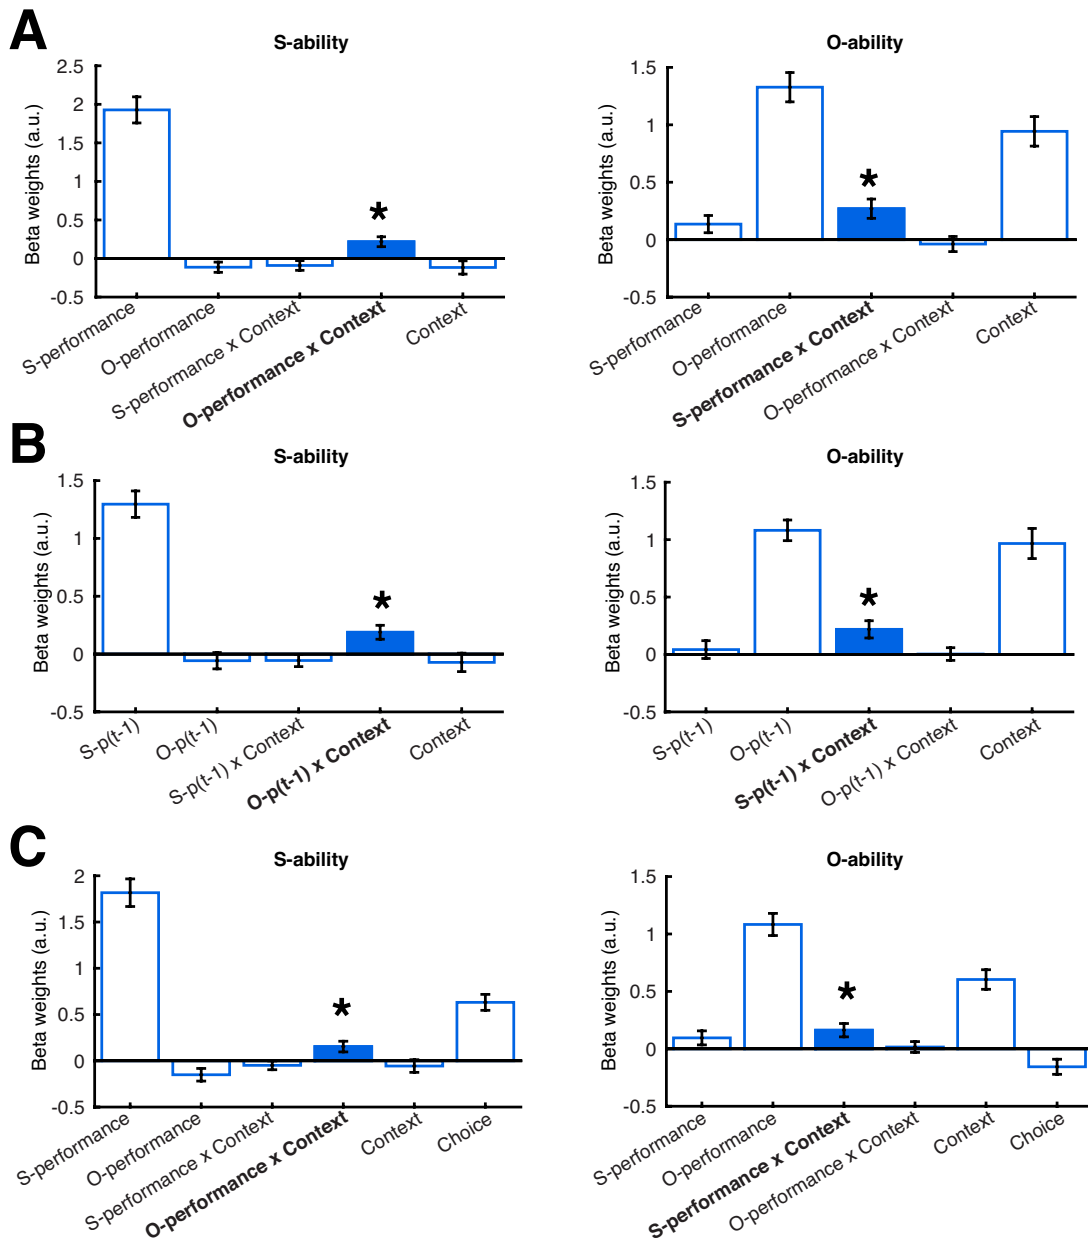 A
S-ability
Beta weights (a.u.)
2.5
2
1.5
1
0.5
0
-0.5
S-performance
O-performance
S-performance x Context
O-performance x Context
Context
*
O-ability
Beta weights (a.u.)
1.5
1
0.5
0
-0.5
S-performance
O-performance
S-performance x Context
O-performance x Context
Context
*
B
S-ability
Beta weights (a.u.)
1.5
1
0.5
0
-0.5
S-p(t-1)
O-p(t-1)
S-p(t-1) x Context
O-p(t-1) x Context
Context
*
O-ability
Beta weights (a.u.)
1.5
1
0.5
0
-0.5
S-p(t-1)
O-p(t-1)
S-p(t-1) x Context
O-p(t-1) x Context
Context
*
C
S-ability
Beta weights (a.u.)
2
1.5
1
0.5
0
-0.5
S-performance
O-performance
S-performance x Context
O-performance x Context
Context
Choice
*
O-ability
Beta weights (a.u.)
1.5
1
0.5
0
-0.5
S-performance
O-performance
S-performance x Context
O-performance x Context
Context
Choice
*